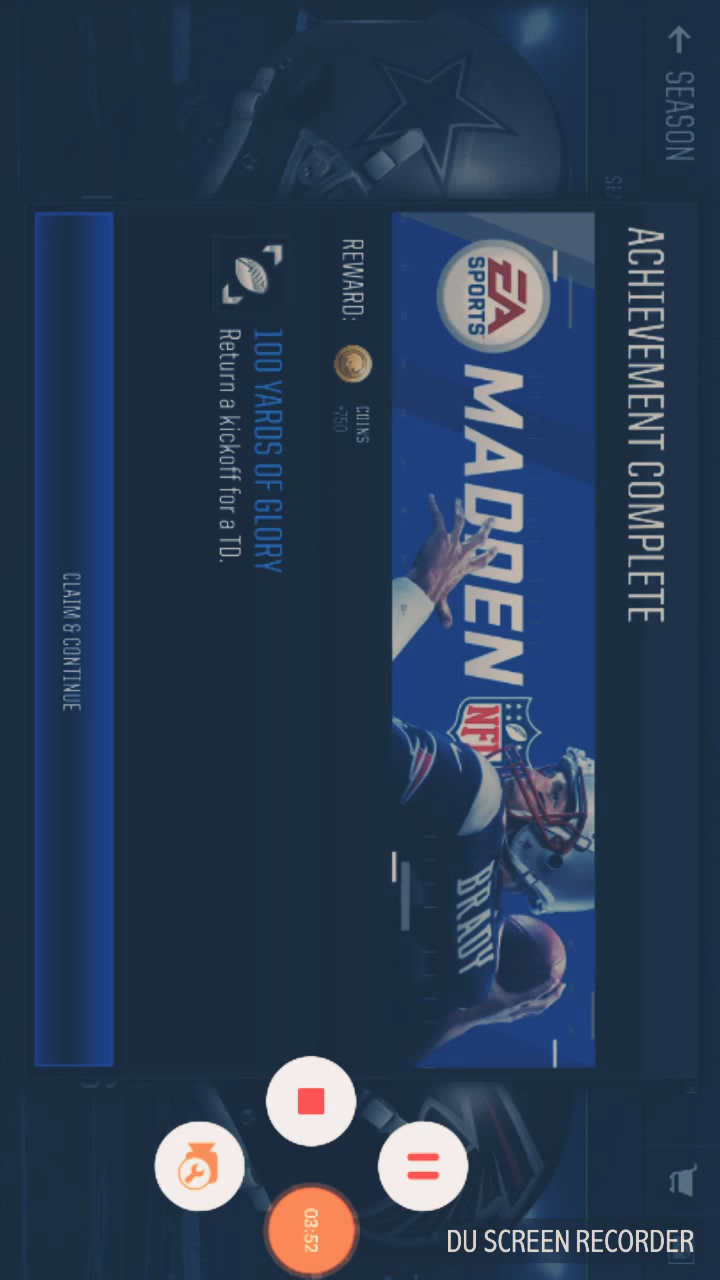 ← SEASON
ACHIEVEMENT COMPLETE
EA
SPORTS
MADDEN
NFL
BRADY
REWARD:
COINS
+750
100 YARDS OF GLORY
Return a kickoff for a TD.
CLAIM & CONTINUE
03:52
DU SCREEN RECORDER